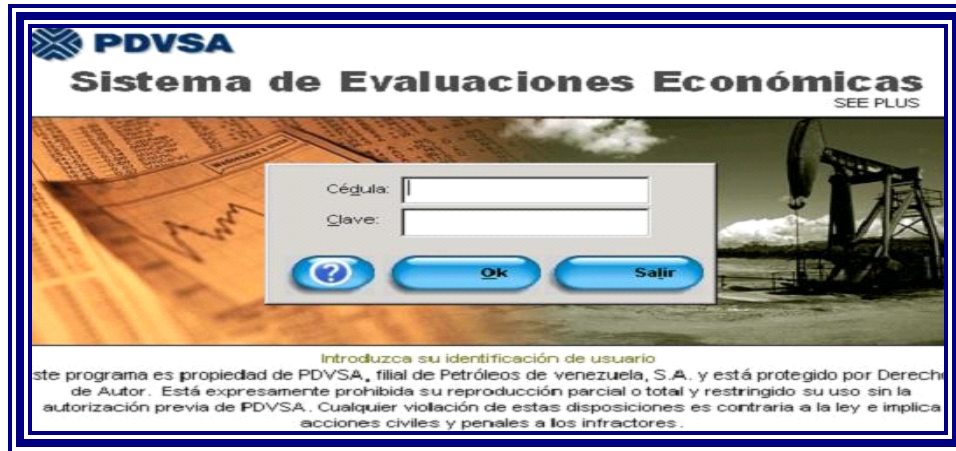 PDVSA
Sistema de Evaluaciones Económicas
SEE PLUS
Cédula:
Clave:
Ok
Salir
Introduzca su identificación de usuario
ste programa es propiedad de PDVSA, filial de Petróleos de venezuela, S.A. y está protegido por Derech
de Autor. Está expresamente prohibida su reproducción parcial o total y restringido su uso sin la
autorización previa de PDVSA. Cualquier violación de estas disposiciones es contraria a la ley e implica
acciones civiles y penales a los infractores.